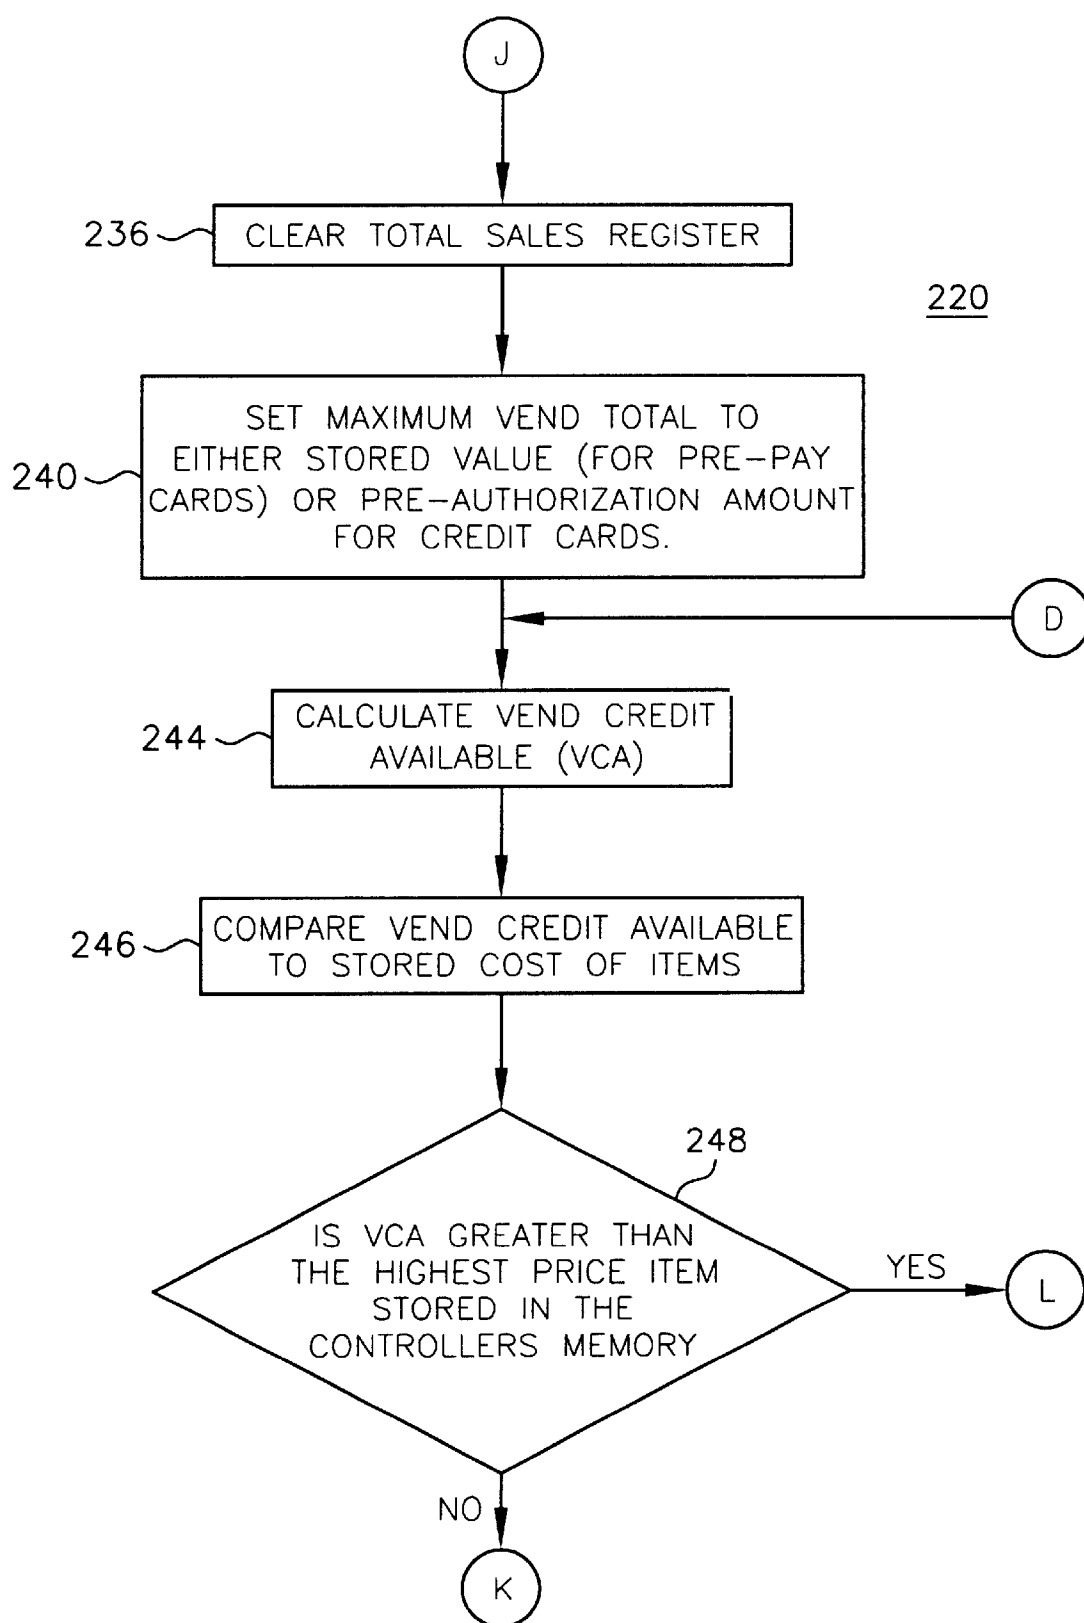 J
236
CLEAR TOTAL SALES REGISTER
220
SET MAXIMUM VEND TOTAL TO
EITHER STORED VALUE (FOR PRE-PAY
CARDS) OR PRE-AUTHORIZATION AMOUNT
FOR CREDIT CARDS.
240
D
CALCULATE VEND CREDIT
AVAILABLE (VCA)
244
COMPARE VEND CREDIT AVAILABLE
TO STORED COST OF ITEMS
246
248
IS VCA GREATER THAN
THE HIGHEST PRICE ITEM
STORED IN THE
CONTROLLERS MEMORY
YES
L
NO
K